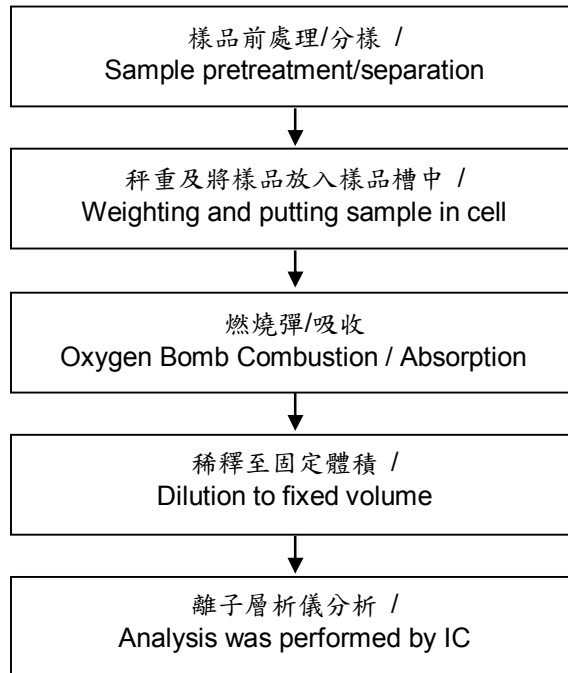 樣品前處理/分樣 /
Sample pretreatment/separation
秤重及將樣品放入樣品槽中 /
Weighting and putting sample in cell
燃燒彈/吸收
Oxygen Bomb Combustion / Absorption
稀釋至固定體積 /
Dilution to fixed volume
離子層析儀分析 /
Analysis was performed by IC